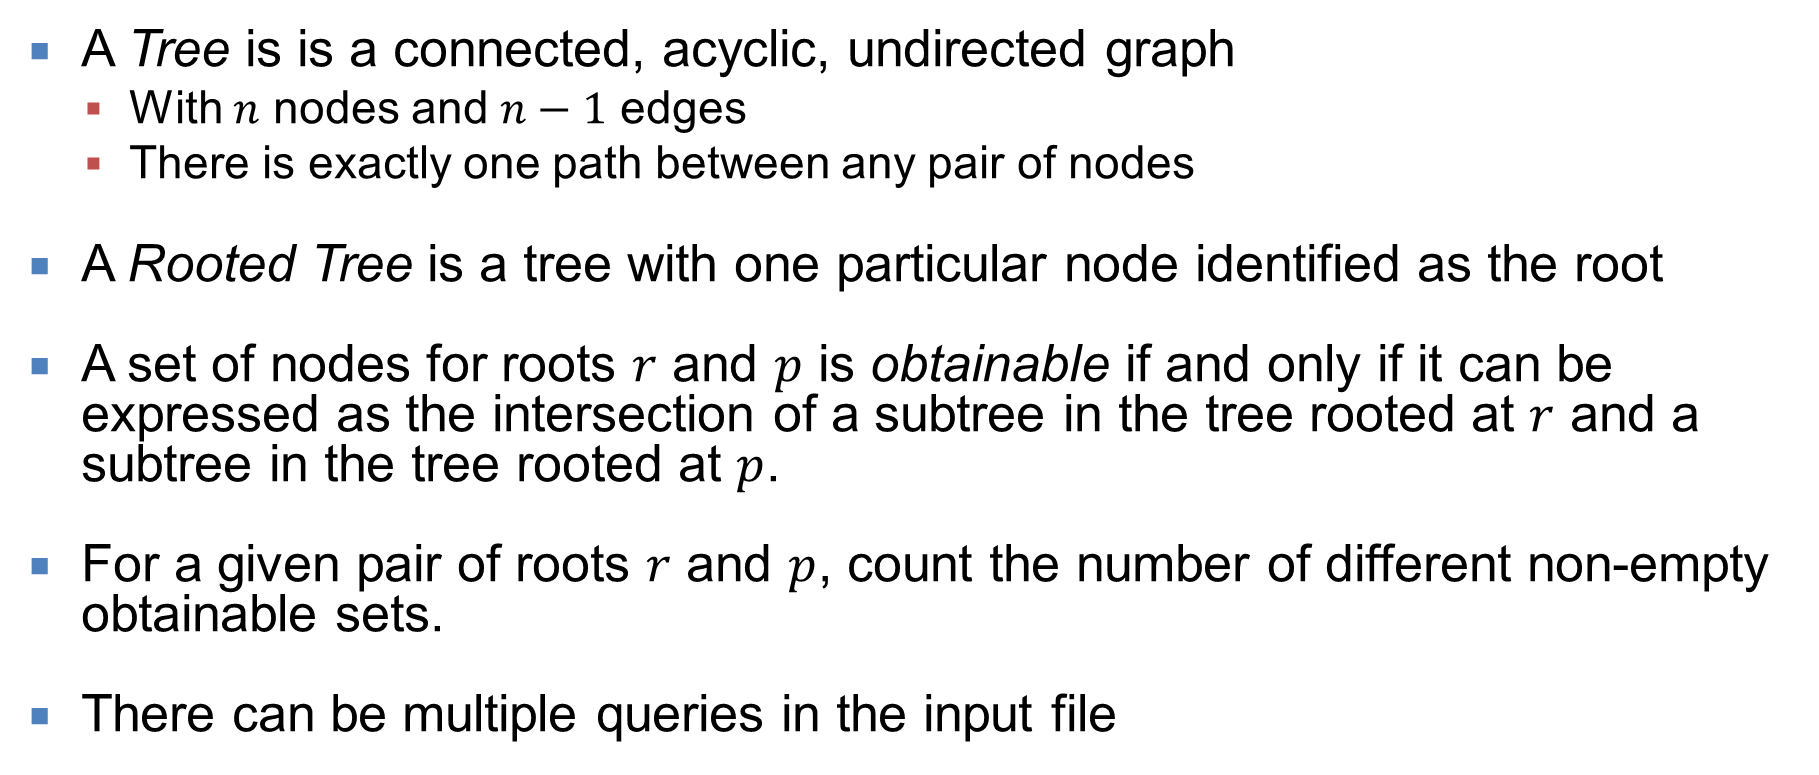 A Tree is is a connected, acyclic, undirected graph
With n nodes and n − 1 edges
There is exactly one path between any pair of nodes
A Rooted Tree is a tree with one particular node identified as the root
A set of nodes for roots r and p is obtainable if and only if it can be
expressed as the intersection of a subtree in the tree rooted at r and a
subtree in the tree rooted at p.
For a given pair of roots r and p, count the number of different non-empty
obtainable sets.
There can be multiple queries in the input file